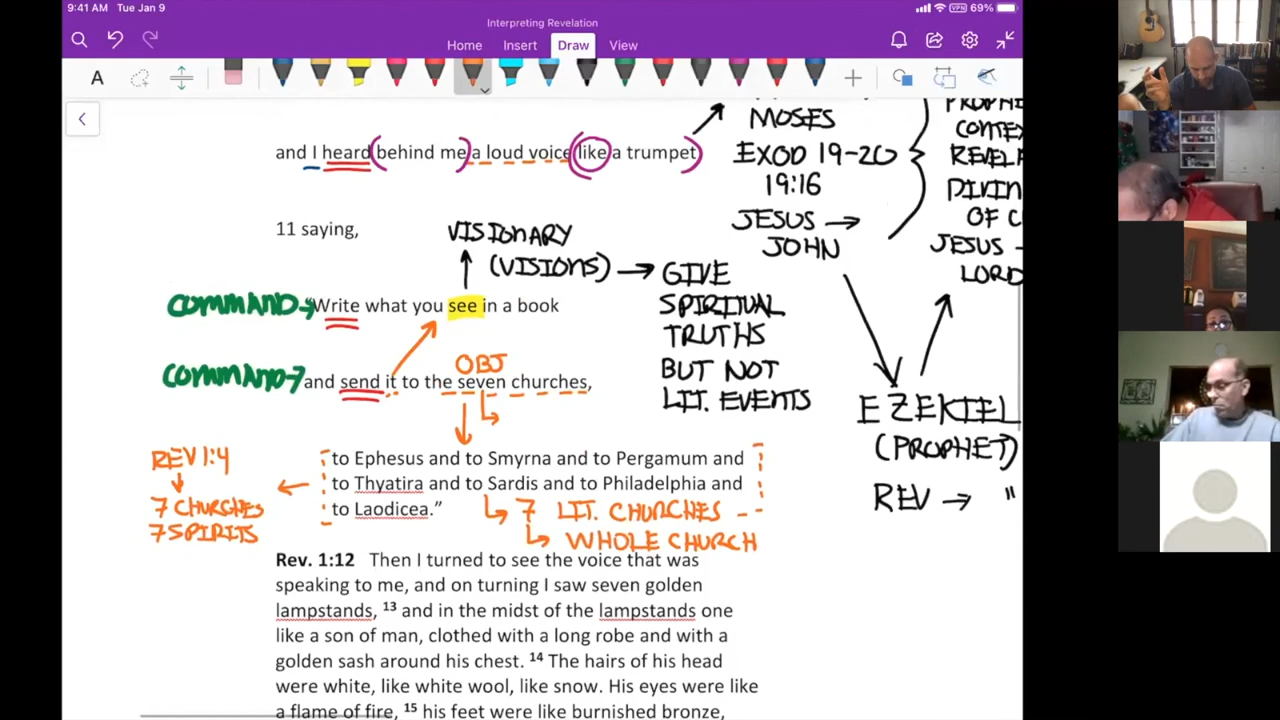 9:41 AM Tue Jan 9
VPN 69%
Interpreting Revelation
Home Insert Draw View
A
and I heard (behind me) a loud voice (like a trumpet)
MOSES
EXOD 19-20
19:16
JESUS →
JOHN
REVEL
DIVIN
OF C
JESUS
LORD
11 saying,
VISIONARY
(VISIONS) →
GIVE
SPIRITUAL
TRUTHS
BUT NOT
LIT. EVENTS
COMMAND → "Write what you see in a book
OBJ
COMMAND → and send it to the seven churches,
EZEKIEL
(PROPHET)
REV → "
REV 1:4
7 CHURCHES
7 SPIRITS
to Ephesus and to Smyrna and to Pergamum and
to Thyatira and to Sardis and to Philadelphia and
to Laodicea."
7 LIT. CHURCHES
WHOLE CHURCH
Rev. 1:12 Then I turned to see the voice that was
speaking to me, and on turning I saw seven golden
lampstands, 13 and in the midst of the lampstands one
like a son of man, clothed with a long robe and with a
golden sash around his chest. 14 The hairs of his head
were white, like white wool, like snow. His eyes were like
a flame of fire, 15 his feet were like burnished bronze,